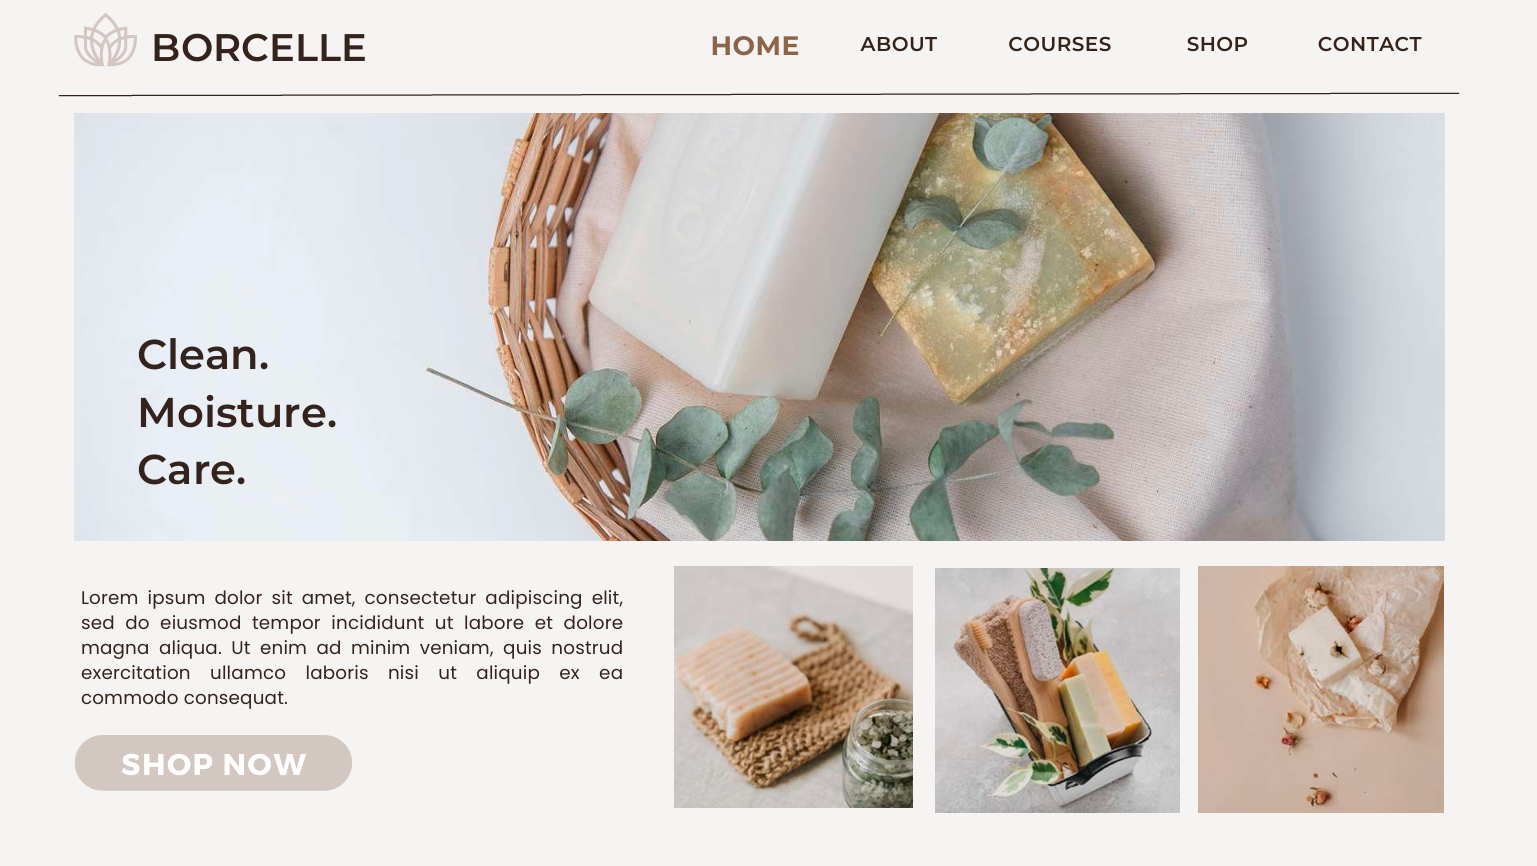 BORCELLE
HOME ABOUT COURSES SHOP CONTACT
Clean.
Moisture.
Care.
Lorem ipsum dolor sit amet, consectetur adipiscing elit,
sed do eiusmod tempor incididunt ut labore et dolore
magna aliqua. Ut enim ad minim veniam, quis nostrud
exercitation ullamco laboris nisi ut aliquip ex ea
commodo consequat.
SHOP NOW